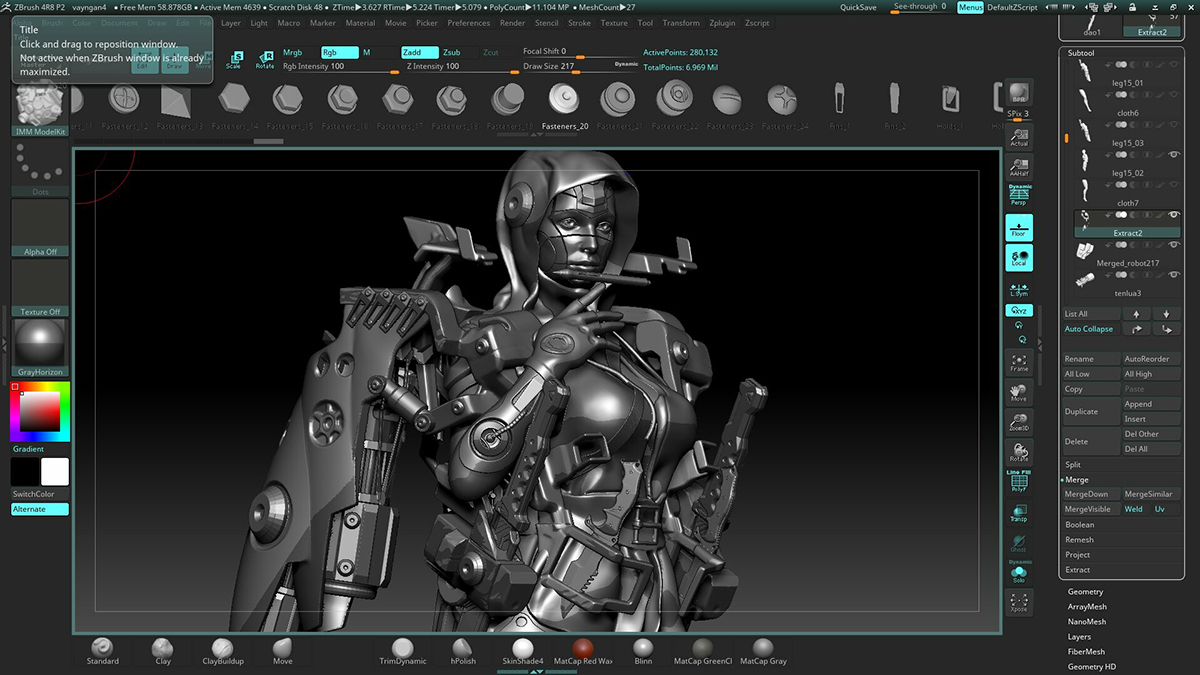 ZBrush 4R8 P2 vayngan4 ● Free Mem 58.878GB ● Active Mem 4639 ● Scratch Disk 48 ● ZTime▶3.627 RTime▶5.224 Timer▶5.079 ● PolyCount▶11.104 MP ● MeshCount▶27 QuickSave See-through 0 Menus DefaultZScript
Layer Light Macro Marker Material Movie Picker Preferences Render Stencil Stroke Texture Tool Transform Zplugin Zscript
Title
Click and drag to reposition window.
Not active when ZBrush window is already
maximized.
Edit Draw Scale Rotate
Mrgb Rgb M Zadd Zsub Zcut Focal Shift 0 ActivePoints: 280,132
Rgb Intensity 100 Z Intensity 100 Draw Size 217 Dynamic TotalPoints: 6.969 Mil
IMM ModelKit
Fasteners_12 Fasteners_13 Fasteners_14 Fasteners_15 Fasteners_16 Fasteners_17 Fasteners_18 Fasteners_19 Fasteners_20 Fasteners_21 Fasteners_22 Fasteners_23 Fasteners_24 Fins_1 Fins_2
Dots
Alpha Off
Texture Off
GrayHorizon
Gradient
SwitchColor
Alternate
BPR
SPix 3
Actual
AAHalf
Dynamic
Persp
Floor
Local
L.Sym
XYZ
Frame
Move
Zoom3D
Rotate
Line Fill
PolyF
Transp
Ghost
Dynamic
Solo
Xpose
57
dao1 Extract2
Subtool
leg15_01
cloth6
leg15_03
leg15_02
cloth7
Extract2
Merged_robot217
tenlua3
List All
Auto Collapse
Rename AutoReorder
All Low All High
Copy Paste
Duplicate Append
Insert
Delete Del Other
Del All
Split
Merge
MergeDown MergeSimilar
MergeVisible Weld Uv
Boolean
Remesh
Project
Extract
Geometry
ArrayMesh
NanoMesh
Layers
FiberMesh
Geometry HD
Standard Clay ClayBuildup Move TrimDynamic hPolish SkinShade4 MatCap Red Wax Blinn MatCap GreenCl MatCap Gray